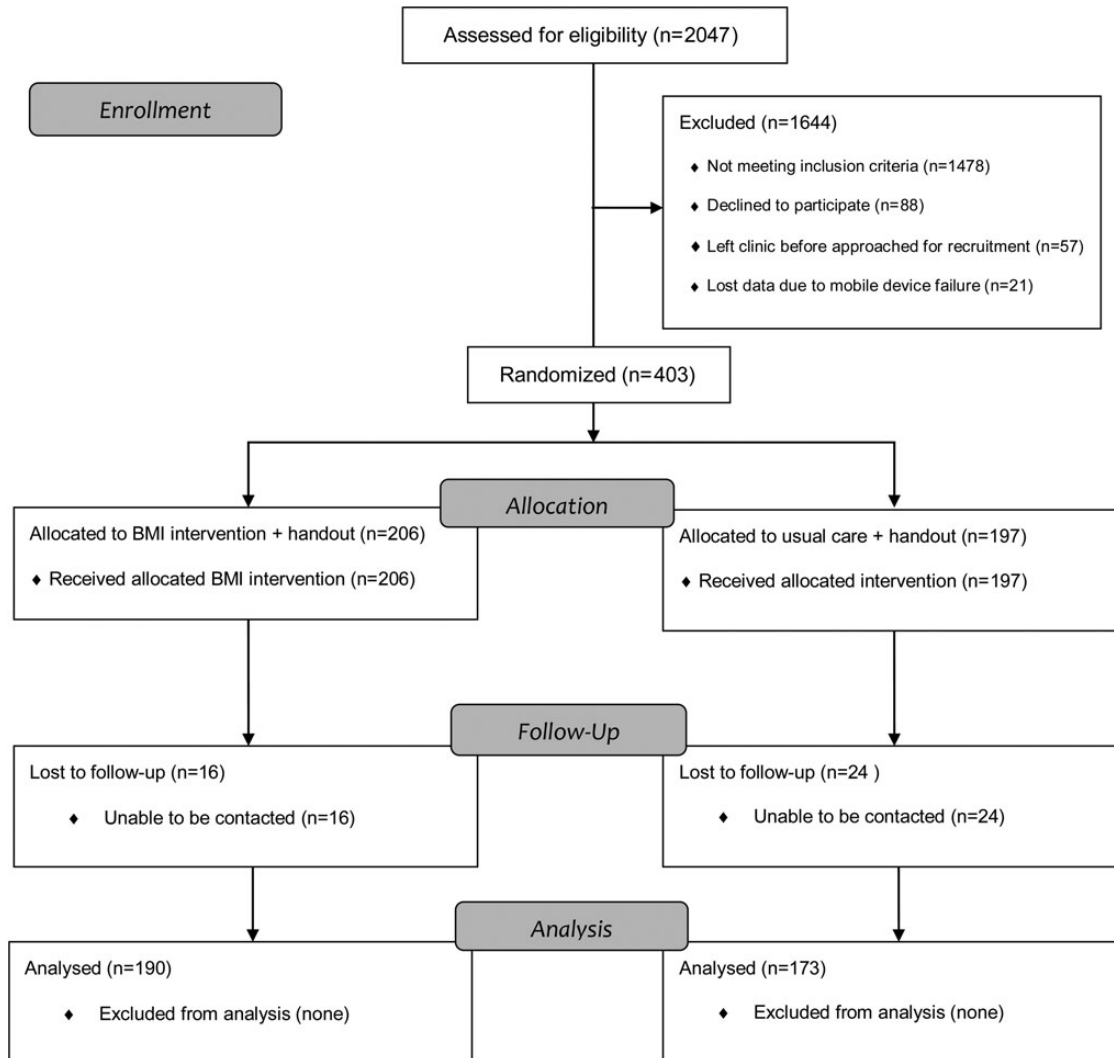 Assessed for eligibility (n=2047)
Enrollment
Excluded (n=1644)
♦ Not meeting inclusion criteria (n=1478)
♦ Declined to participate (n=88)
♦ Left clinic before approached for recruitment (n=57)
♦ Lost data due to mobile device failure (n=21)
Randomized (n=403)
Allocation
Allocated to BMI intervention + handout (n=206)
♦ Received allocated BMI intervention (n=206)
Allocated to usual care + handout (n=197)
♦ Received allocated intervention (n=197)
Follow-Up
Lost to follow-up (n=16)
♦ Unable to be contacted (n=16)
Lost to follow-up (n=24 )
♦ Unable to be contacted (n=24)
Analysis
Analysed (n=190)
♦ Excluded from analysis (none)
Analysed (n=173)
♦ Excluded from analysis (none)